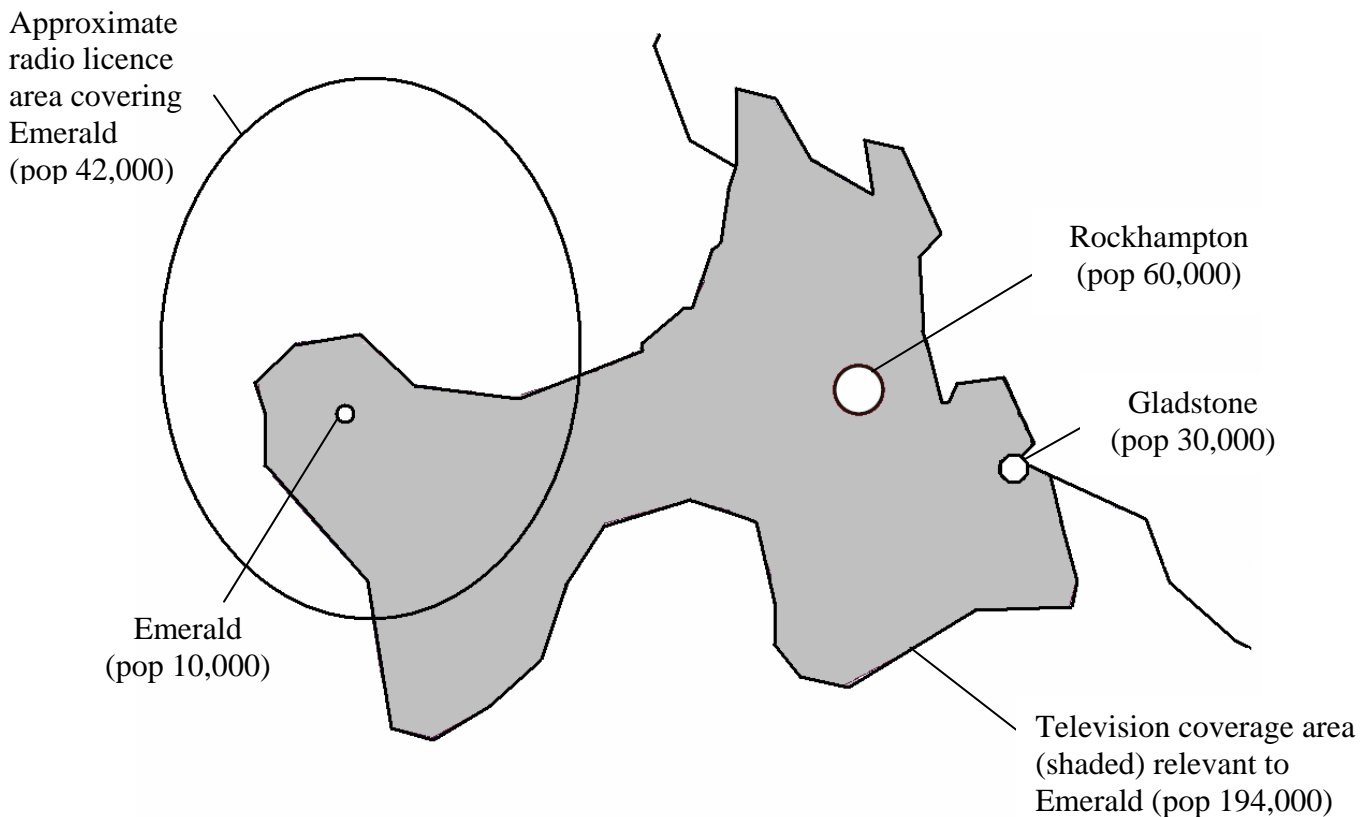 Approximate
radio licence
area covering
Emerald
(pop 42,000)
Rockhampton
(pop 60,000)
Gladstone
(pop 30,000)
Emerald
(pop 10,000)
Television coverage area
(shaded) relevant to
Emerald (pop 194,000)